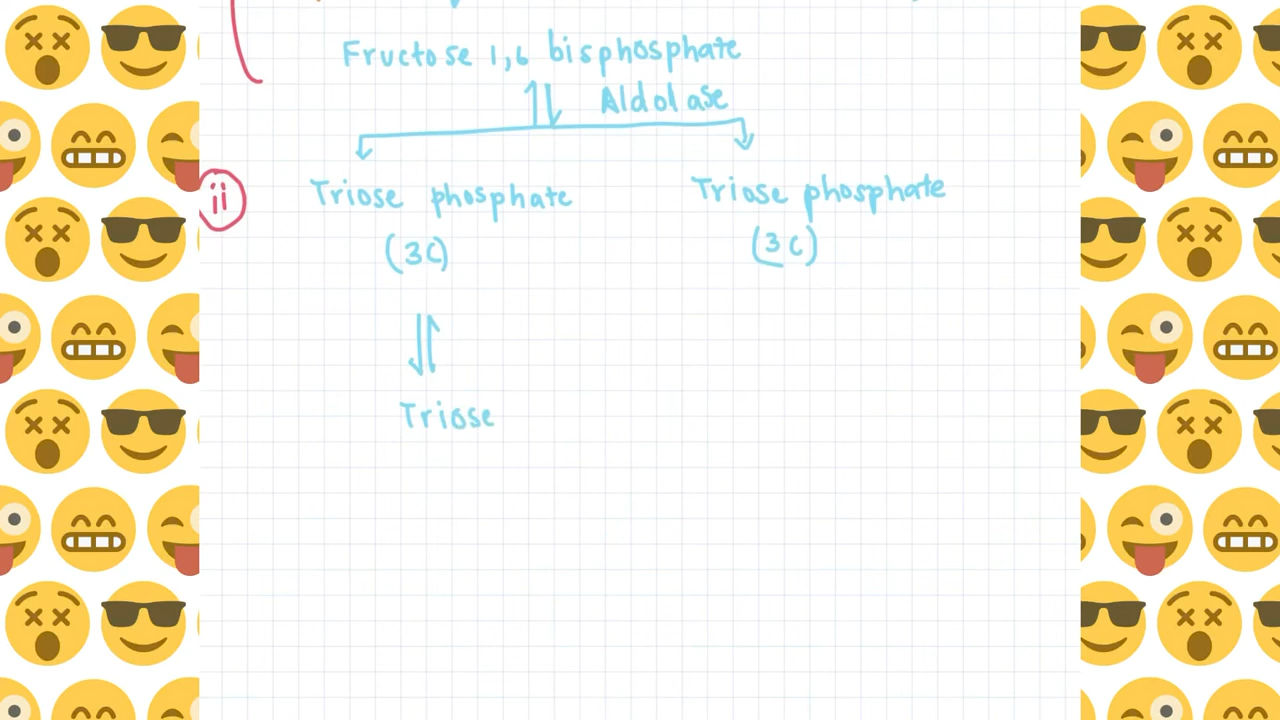 Fructose 1,6 bisphosphate
Aldolase
ii
Triose phosphate Triose phosphate
(3C) (3C)
Triose